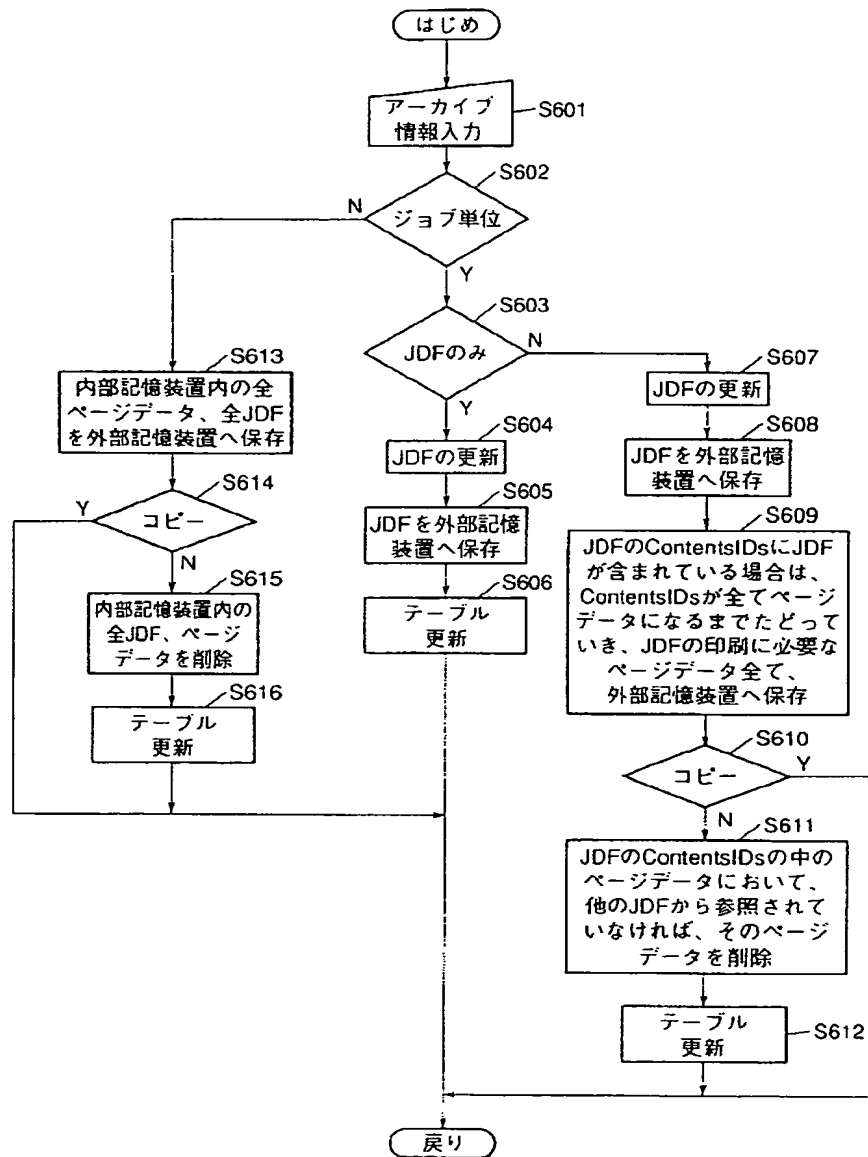 はじめ
アーカイブ
情報入力
S601
S602
ジョブ単位
N
Y
S603
JDFのみ
N
Y
S613
内部記憶装置内の全
ページデータ、全JDF
を外部記憶装置へ保存
S614
コピー
Y
N
S615
内部記憶装置内の
全JDF、ページ
データを削除
S616
テーブル
更新
S604
JDFの更新
S605
JDFを外部記憶
装置へ保存
S606
テーブル
更新
S607
JDFの更新
S608
JDFを外部記憶
装置へ保存
S609
JDFのContentsIDsにJDF
が含まれている場合は、
ContentsIDsが全てページ
データになるまでたどって
いき、JDFの印刷に必要な
ページデータ全て、
外部記憶装置へ保存
S610
コピー
Y
N
S611
JDFのContentsIDsの中の
ページデータにおいて、
他のJDFから参照されて
いなければ、そのページ
データを削除
テーブル
更新
S612
戻り